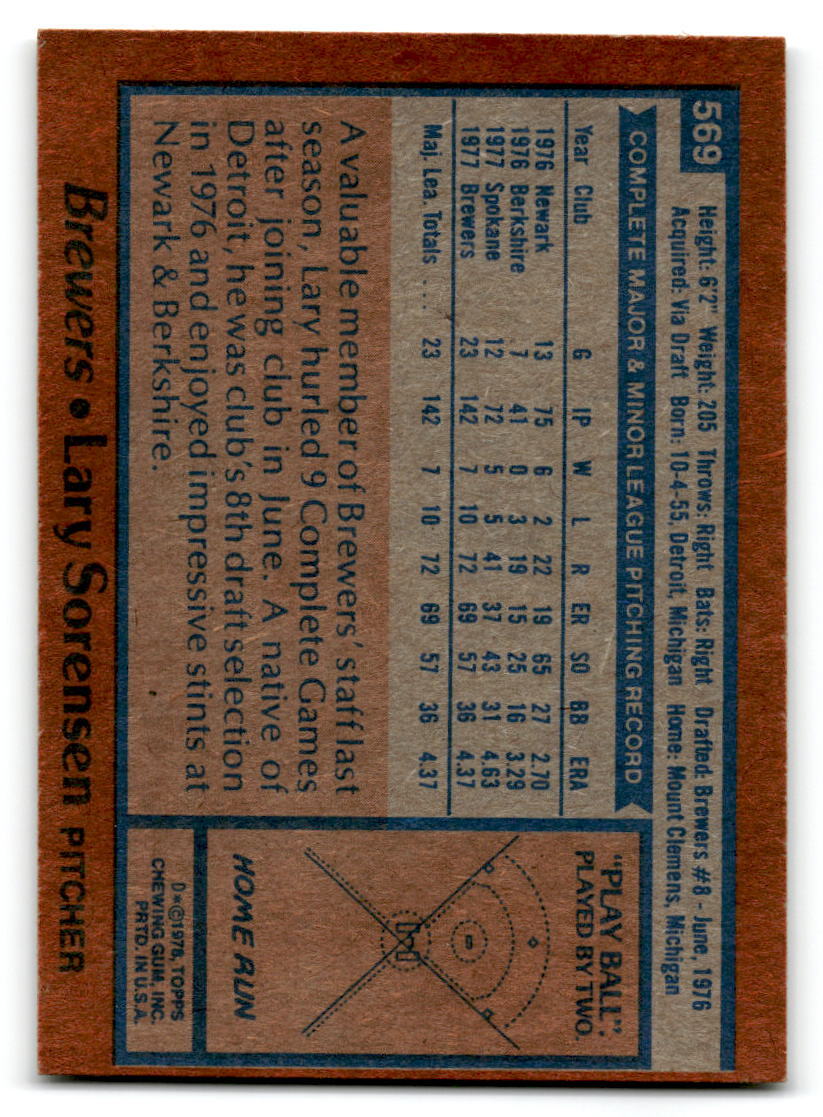 569
Height: 6'2" Weight: 205 Throws: Right Bats: Right Drafted: Brewers #8 - June, 1976
Acquired: Via Draft Born: 10-4-55, Detroit, Michigan Home: Mount Clemens, Michigan
COMPLETE MAJOR & MINOR LEAGUE PITCHING RECORD
Year Club G IP W L R ER SO BB ERA
1976 Newark 13 75 6 2 22 19 65 27 2.70
1976 Berkshire 7 41 0 3 19 15 25 16 3.29
1977 Spokane 12 72 5 5 41 37 43 31 4.63
1977 Brewers 23 142 7 10 72 69 57 36 4.37
Maj. Lea. Totals ... 23 142 7 10 72 69 57 36 4.37
A valuable member of Brewers' staff last
season, Lary hurled 9 Complete Games
after joining club in June. A native of
Detroit, he was club's 8th draft selection
in 1976 and enjoyed impressive stints at
Newark & Berkshire.
"PLAY BALL":
PLAYED BY TWO.
HOME RUN
D*©1978, TOPPS
CHEWING GUM, INC.
PRTD. IN U.S.A.
Brewers • Lary Sorensen PITCHER